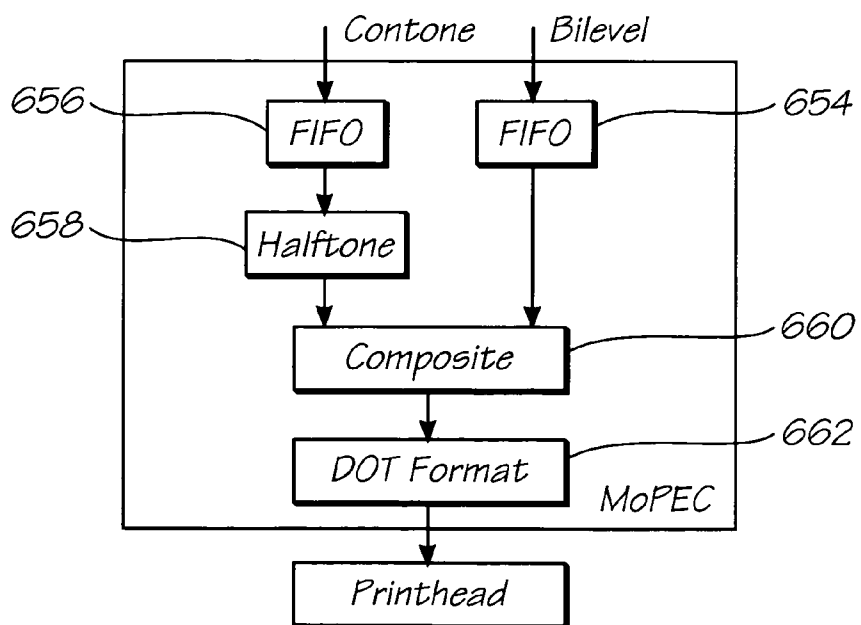 Contone
Bilevel
656
FIFO
FIFO
654
658
Halftone
Composite
660
DOT Format
662
MoPEC
Printhead